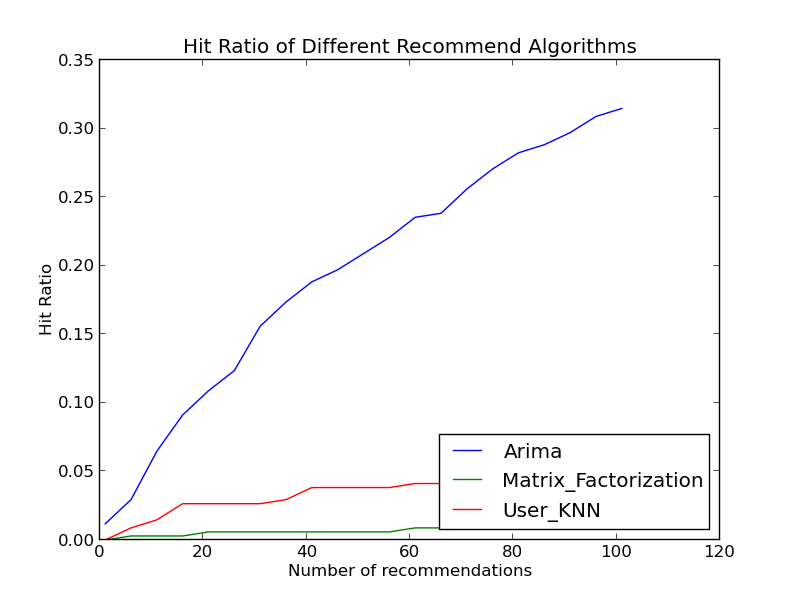 Hit Ratio of Different Recommend Algorithms
0.35
0.30
0.25
0.20
0.15
0.10
0.05
0.00
Hit Ratio
Arima
Matrix_Factorization
User_KNN
0 20 40 60 80 100 120
Number of recommendations